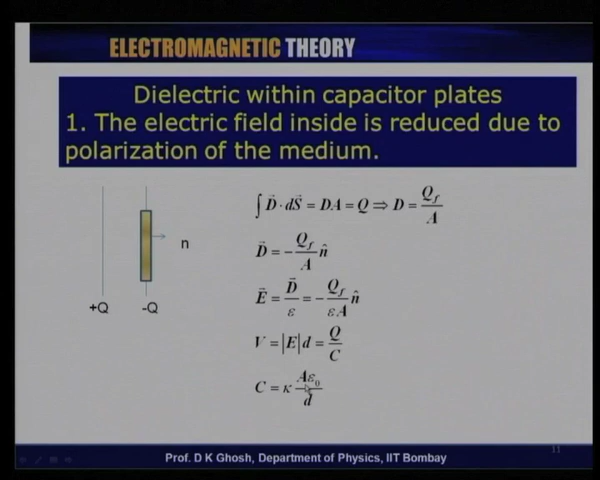 ELECTROMAGNETIC THEORY
Dielectric within capacitor plates
1. The electric field inside is reduced due to
polarization of the medium.
∫ D⃗ · dS⃗ = DA = Q ⇒ D = Q_f / A
D⃗ = − Q_f / A n̂
n
E⃗ = D⃗ / ε = − Q_f / εA n̂
+Q -Q
V = |E| d = Q / C
C = κ Aε₀ / d
Prof. D K Ghosh, Department of Physics, IIT Bombay
11